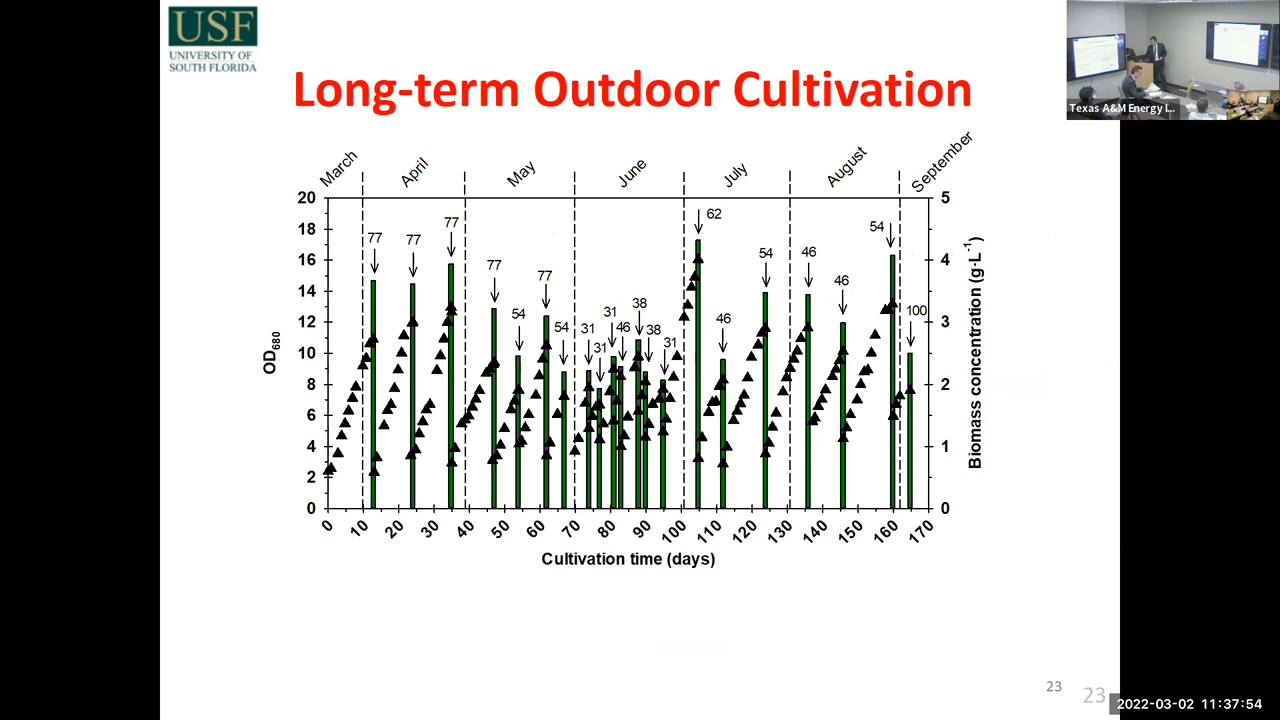 USF
UNIVERSITY OF
SOUTH FLORIDA
Long-term Outdoor Cultivation
Texas A&M Energy I...
March April May June July August September
20 18 16 14 12 10 8 6 4 2 0
OD680
77 77 77 77 54 77 54 31 31 31 46 38 38 31 62 46 54 46 46 54 100
5 4 3 2 1 0
Biomass concentration (g·L-1)
0 10 20 30 40 50 60 70 80 90 100 110 120 130 140 150 160 170
Cultivation time (days)
23
23
2022-03-02 11:37:54